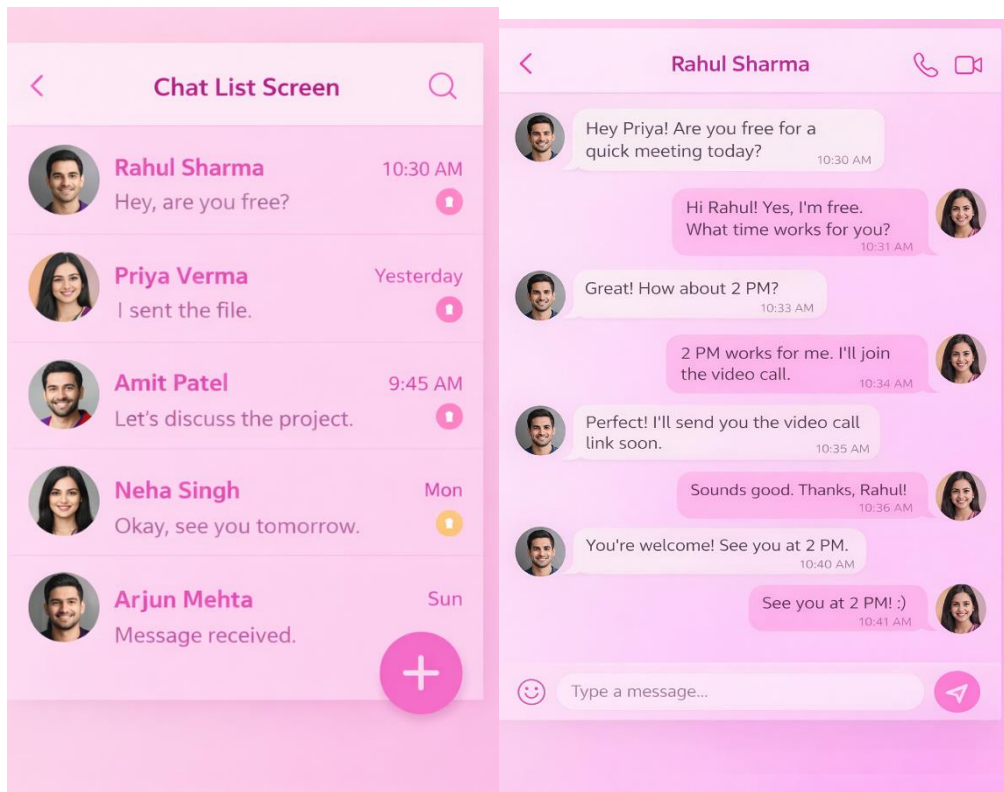 Chat List Screen
Rahul Sharma
10:30 AM
Hey, are you free?
Priya Verma
Yesterday
I sent the file.
Amit Patel
9:45 AM
Let's discuss the project.
Neha Singh
Mon
Okay, see you tomorrow.
Arjun Mehta
Sun
Message received.
Rahul Sharma
Hey Priya! Are you free for a
quick meeting today?
10:30 AM
Hi Rahul! Yes, I'm free.
What time works for you?
10:31 AM
Great! How about 2 PM?
10:33 AM
2 PM works for me. I'll join
the video call.
10:34 AM
Perfect! I'll send you the video call
link soon.
10:35 AM
Sounds good. Thanks, Rahul!
10:36 AM
You're welcome! See you at 2 PM.
10:40 AM
See you at 2 PM! :)
10:41 AM
Type a message...